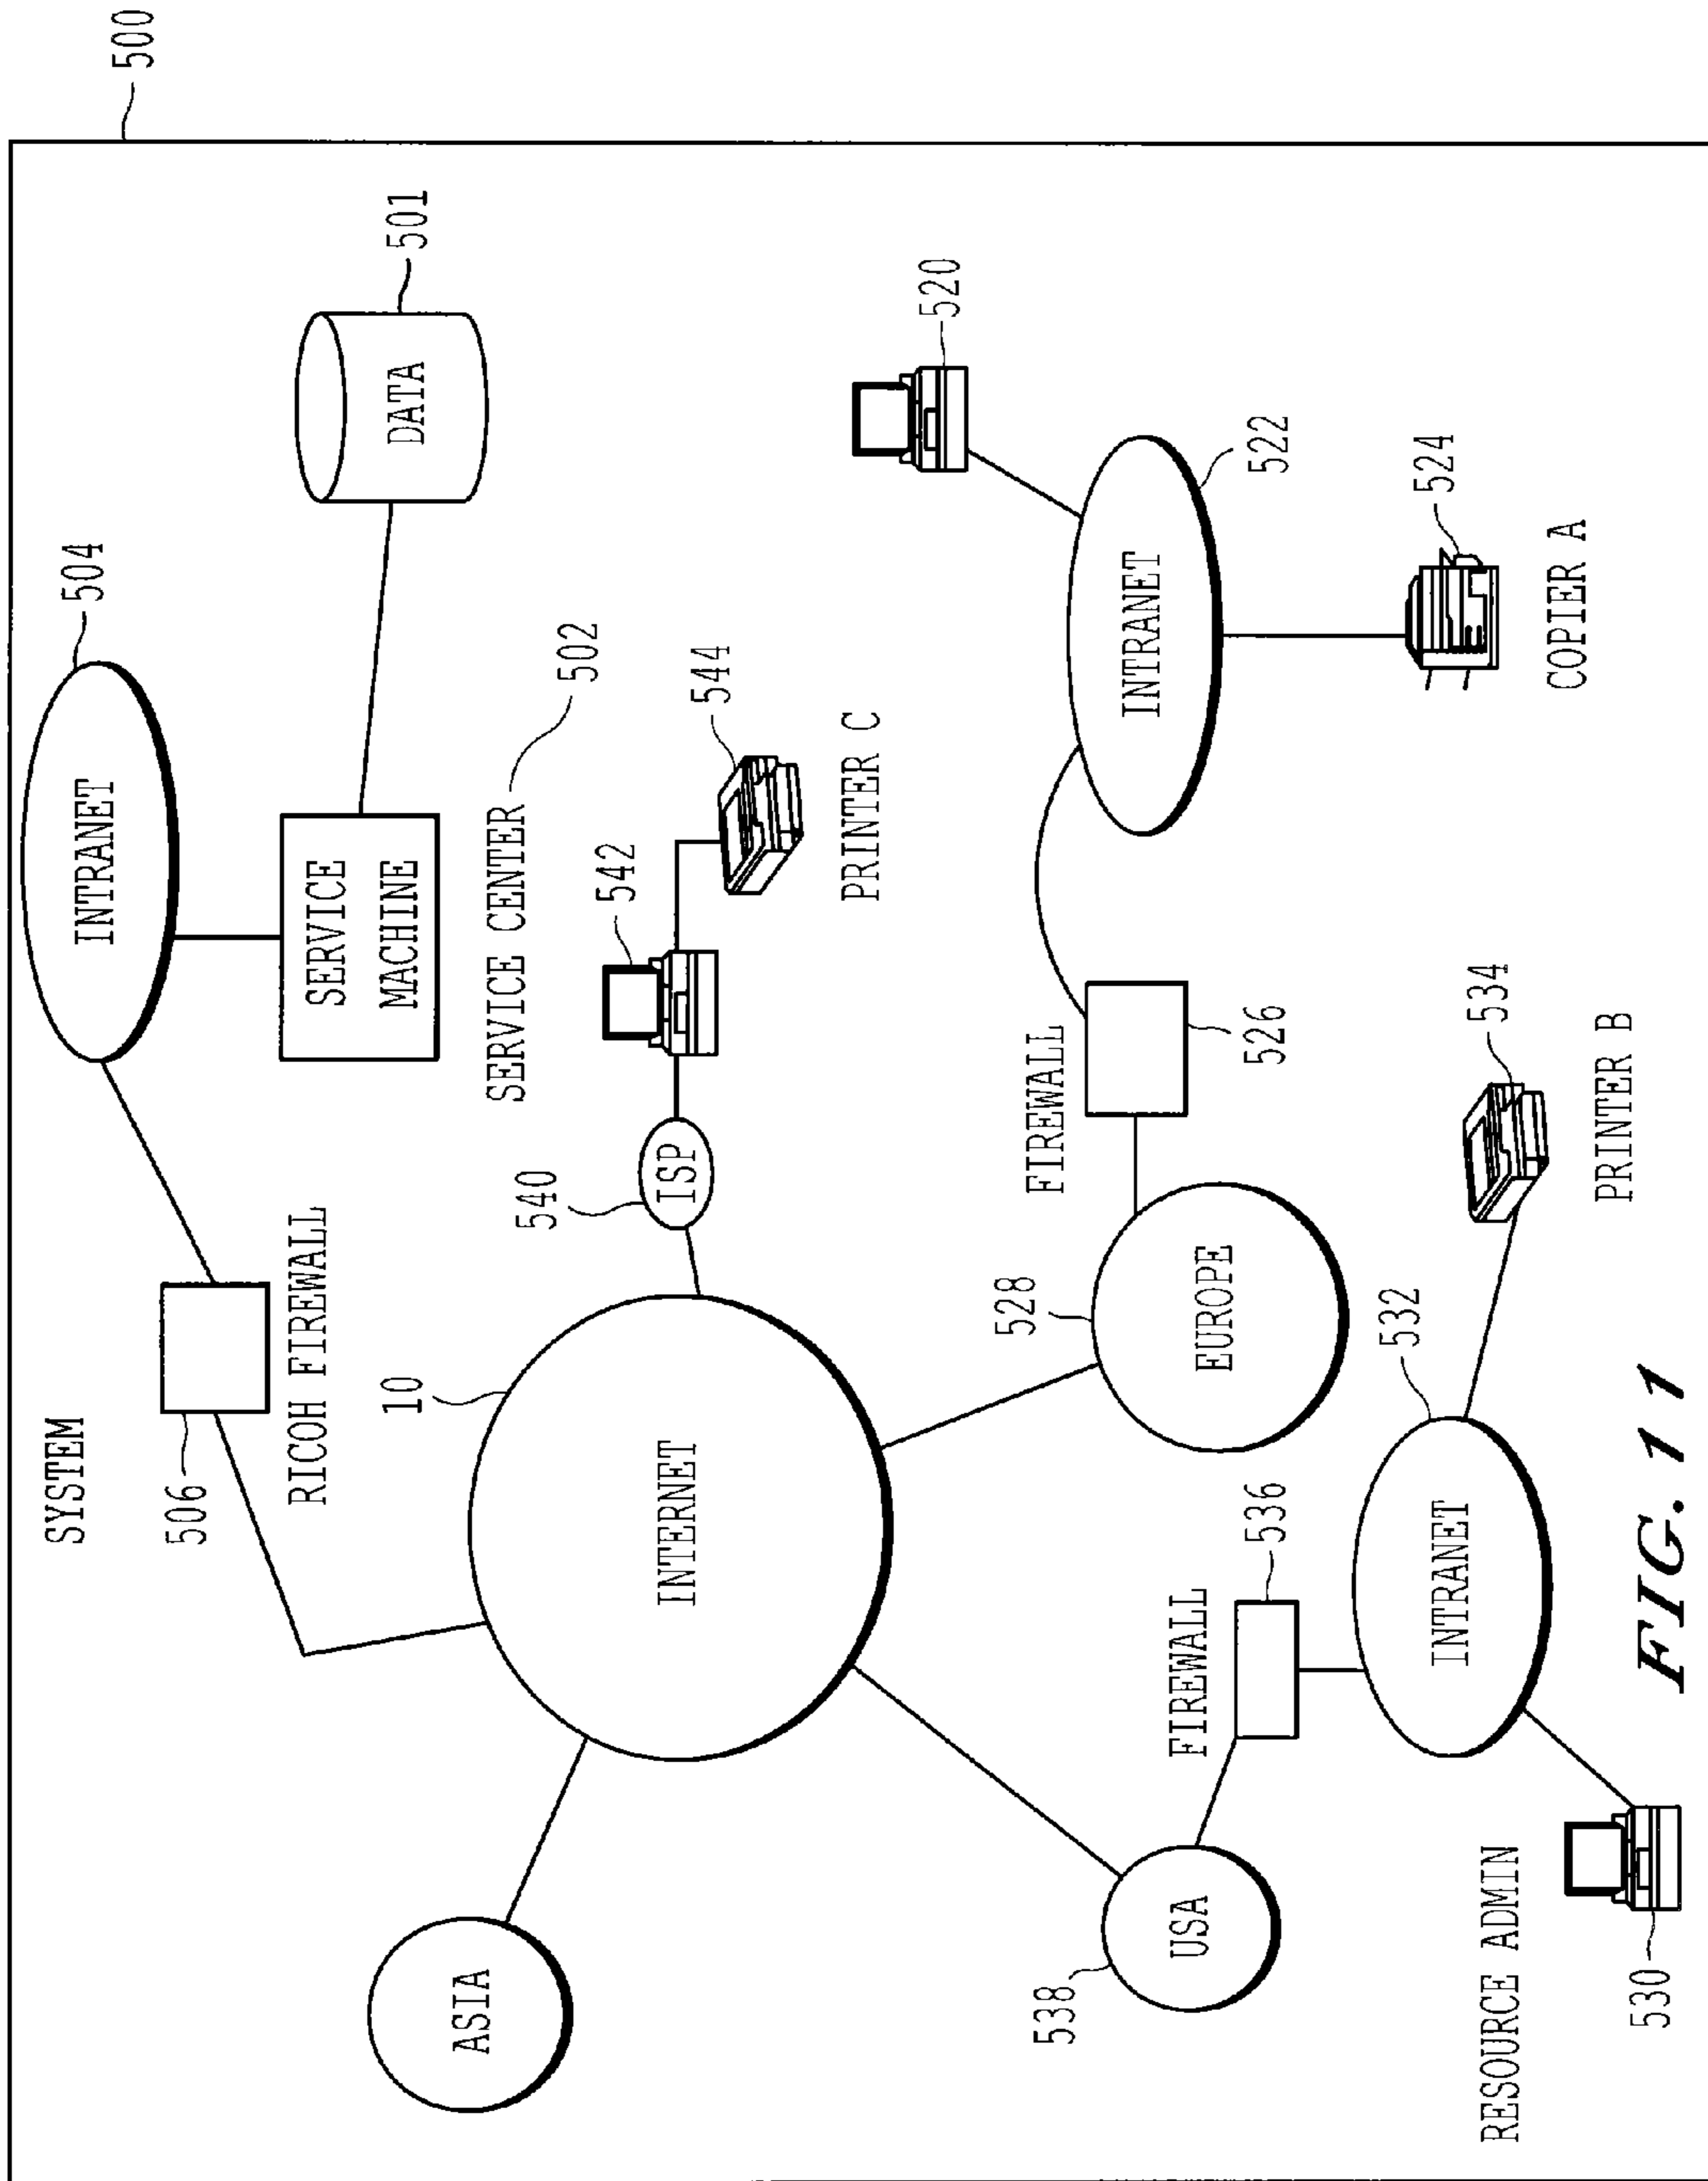 500
SYSTEM
INTRANET
504
506
RICOH FIREWALL
SERVICE
MACHINE
DATA
501
SERVICE CENTER
502
ASIA
INTERNET
10
540
ISP
542
544
PRINTER C
520
USA
538
FIREWALL
536
EUROPE
528
FIREWALL
526
INTRANET
522
524
COPIER A
RESOURCE ADMIN
530
INTRANET
532
534
PRINTER B
FIG. 11